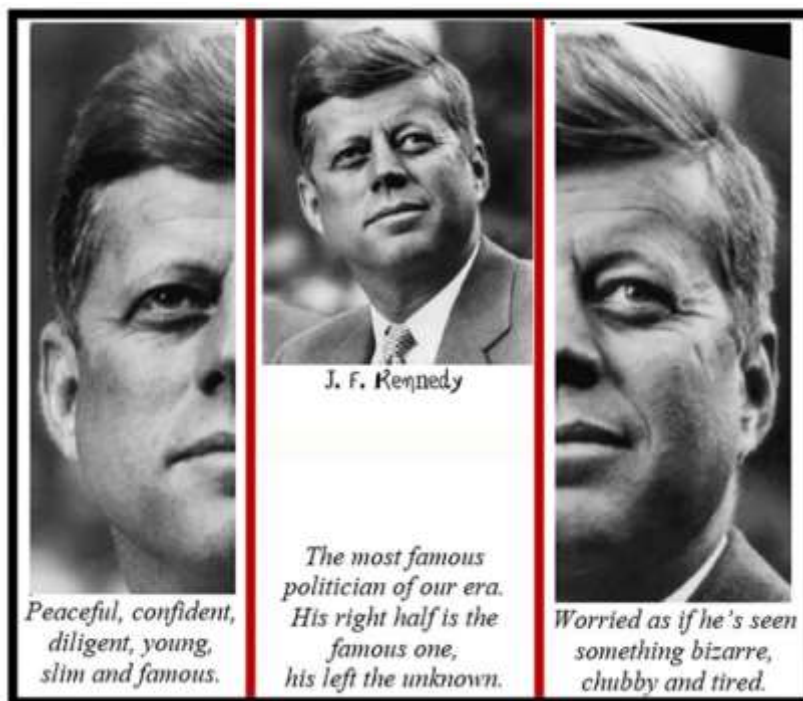 J. F. Kennedy
Peaceful, confident,
diligent, young,
slim and famous.
The most famous
politician of our era.
His right half is the
famous one,
his left the unknown.
Worried as if he's seen
something bizarre,
chubby and tired.